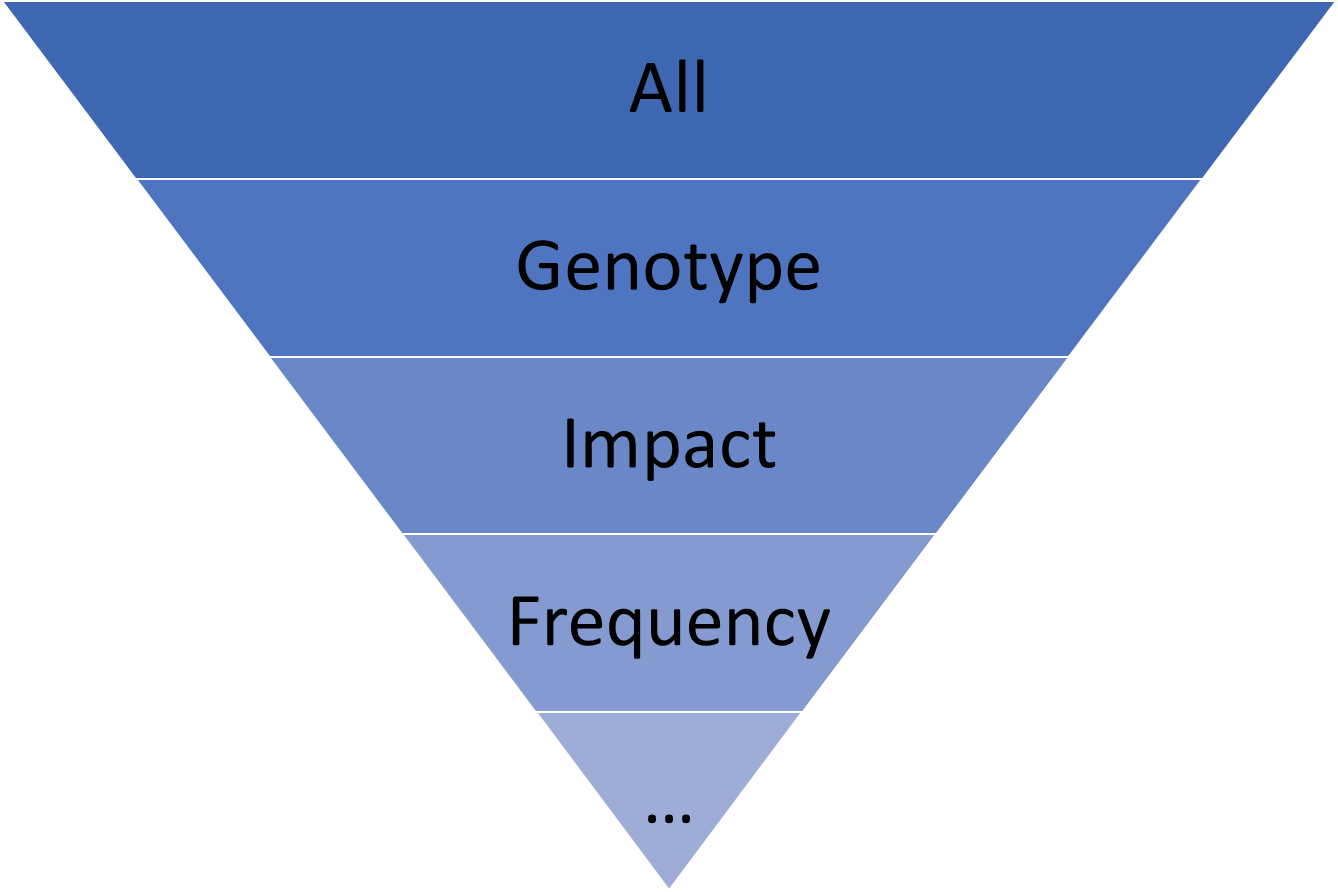 All
Genotype
Impact
Frequency
...